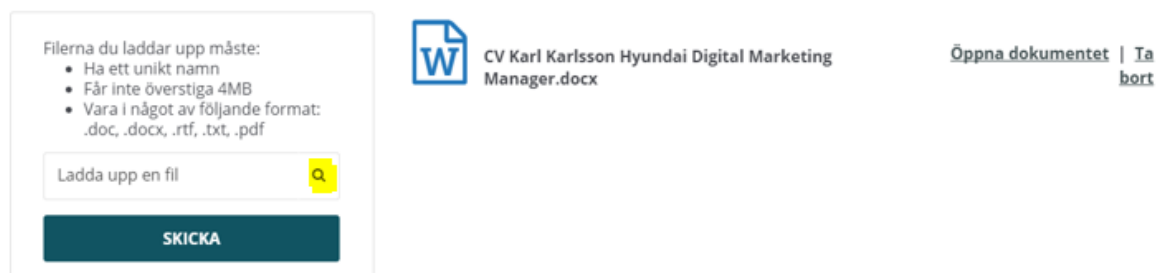 Filerna du laddar upp måste:
• Ha ett unikt namn
• Får inte överstiga 4MB
• Vara i något av följande format:
.doc, .docx, .rtf, .txt, .pdf
Ladda upp en fil
SKICKA
W
CV Karl Karlsson Hyundai Digital Marketing
Manager.docx
Öppna dokumentet | Ta
bort